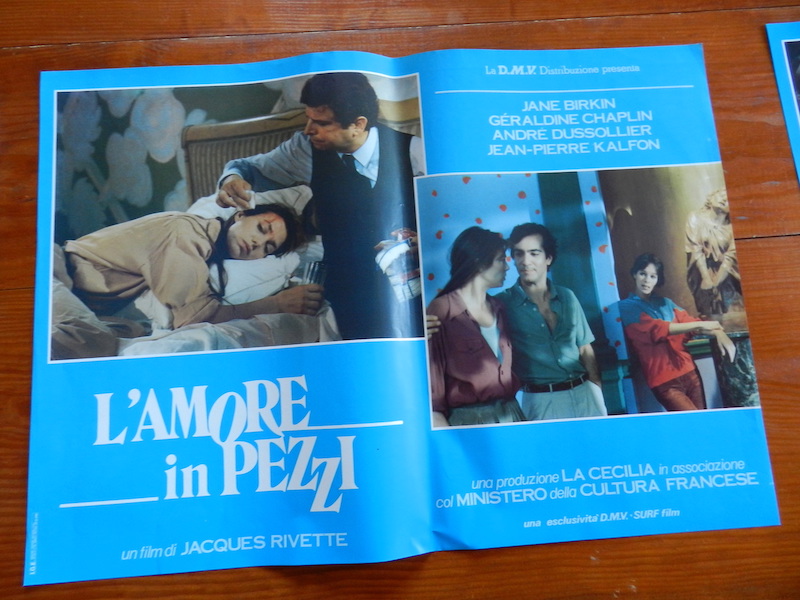 La D.M.V. Distribuzione presenta
JANE BIRKIN
GÉRALDINE CHAPLIN
ANDRÉ DUSSOLLIER
JEAN-PIERRE KALFON
L'AMORE
in PEZZI
un film di JACQUES RIVETTE
una produzione LA CECILIA in associazione
col MINISTERO della CULTURA FRANCESE
una esclusività D.M.V. - SURF film